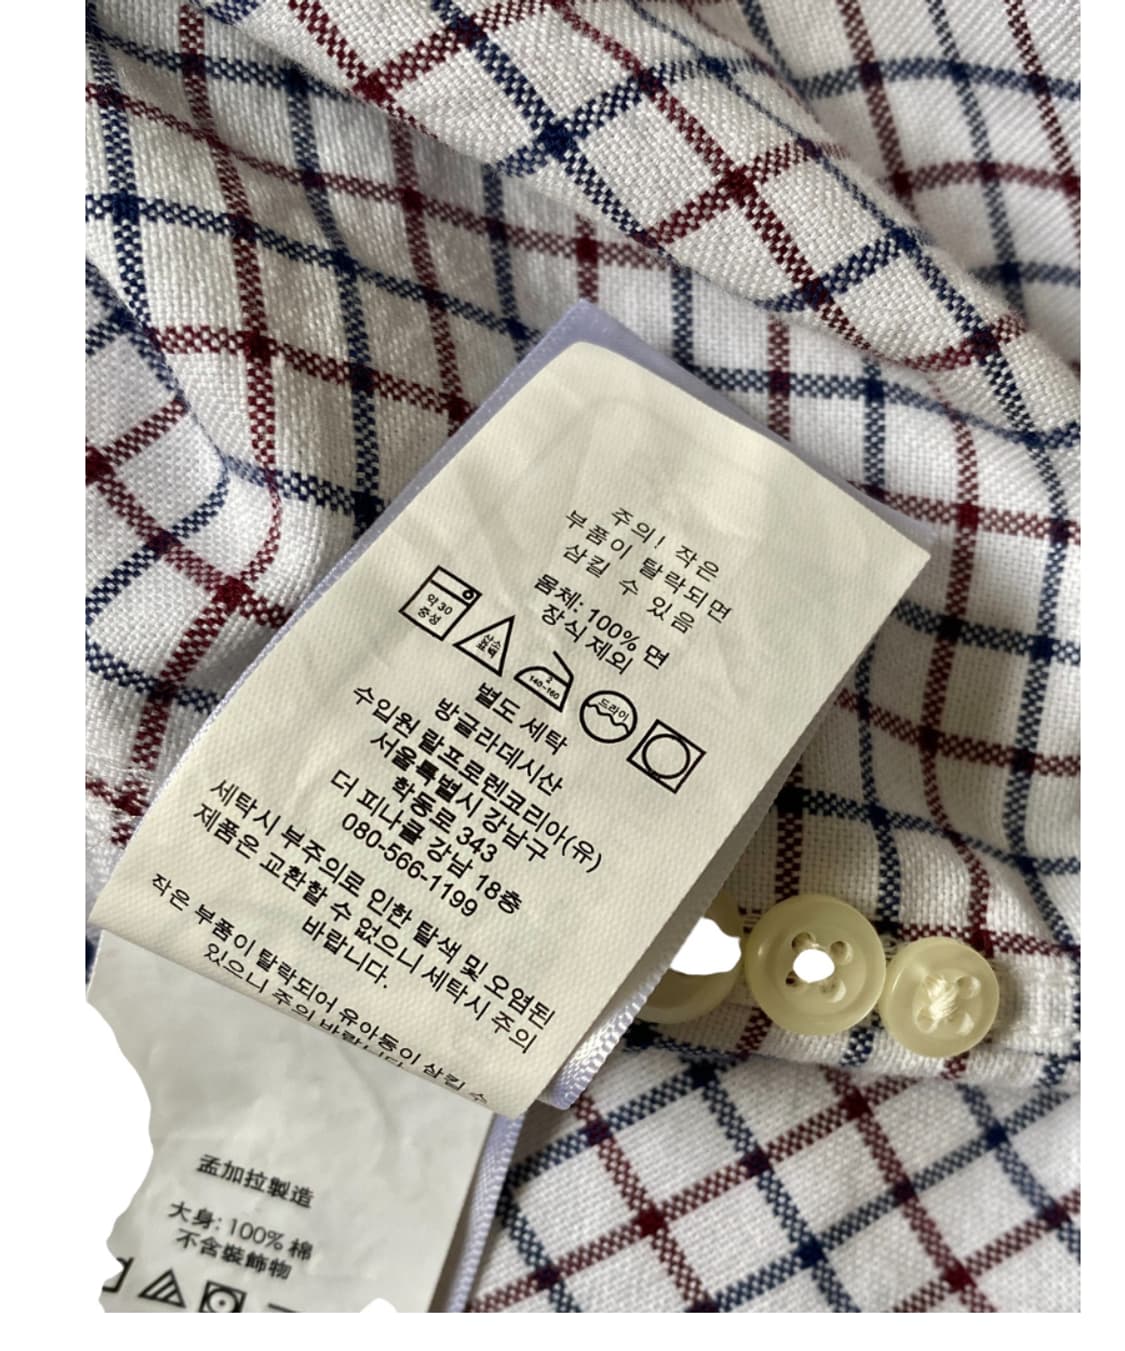 주의! 작은
부품이 탈락되면
삼킬 수 있음
몸체: 100% 면
장식 제외
약 30
중성
산소
표백
2
140-160
드라이
별도 세탁
방글라데시산
수입원 랄프로렌코리아(유)
서울특별시 강남구
학동로 343
더 피나클 강남 18층
080-566-1199
세탁시 부주의로 인한 탈색 및 오염된
제품은 교환할 수 없으니 세탁시 주의
바랍니다.
작은 부품이 탈락되어 유아동이 삼킬 수
있으니 주의 바랍니다
孟加拉製造
大身: 100% 棉
不含裝飾物